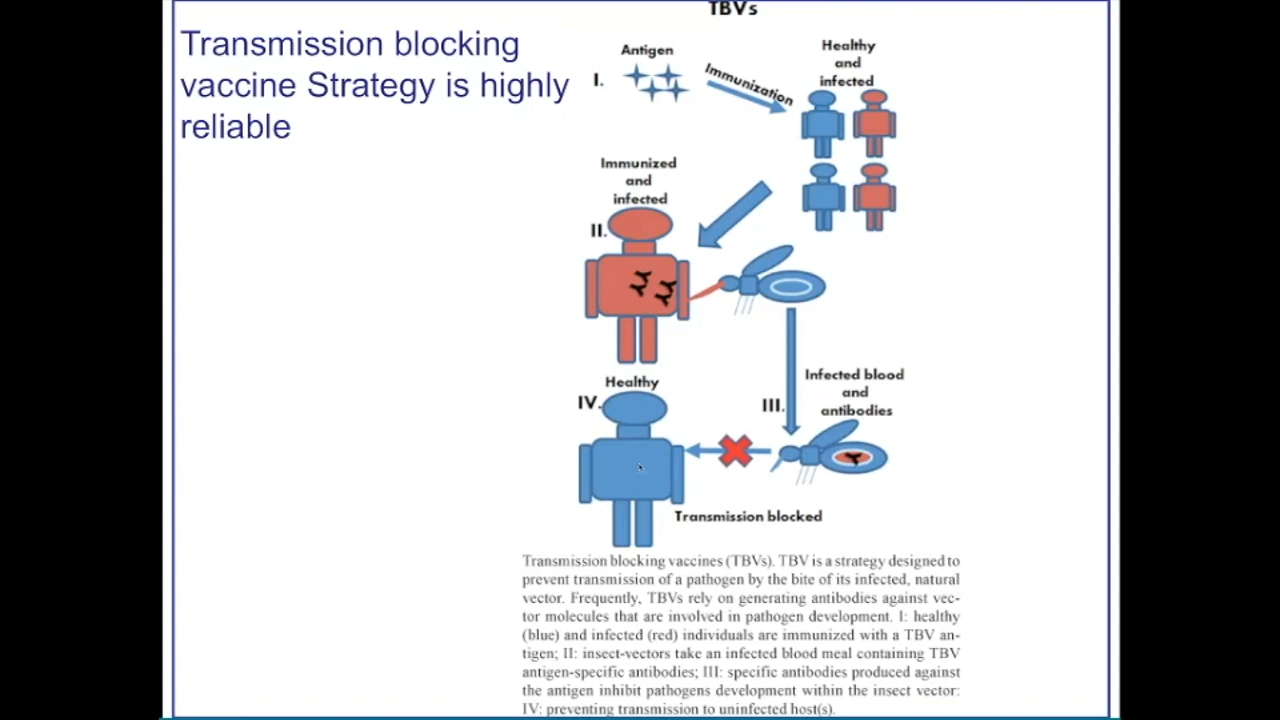 TBVs
Transmission blocking
vaccine Strategy is highly
reliable
Antigen
I.
Immunization
Healthy
and
infected
Immunized
and
infected
II.
Infected blood
and
antibodies
III.
Healthy
IV.
Transmission blocked
Transmission blocking vaccines (TBVs). TBV is a strategy designed to
prevent transmission of a pathogen by the bite of its infected, natural
vector. Frequently, TBVs rely on generating antibodies against vec-
tor molecules that are involved in pathogen development. I: healthy
(blue) and infected (red) individuals are immunized with a TBV an-
tigen; II: insect-vectors take an infected blood meal containing TBV
antigen-specific antibodies; III: specific antibodies produced against
the antigen inhibit pathogens development within the insect vector:
IV: preventing transmission to uninfected host(s).